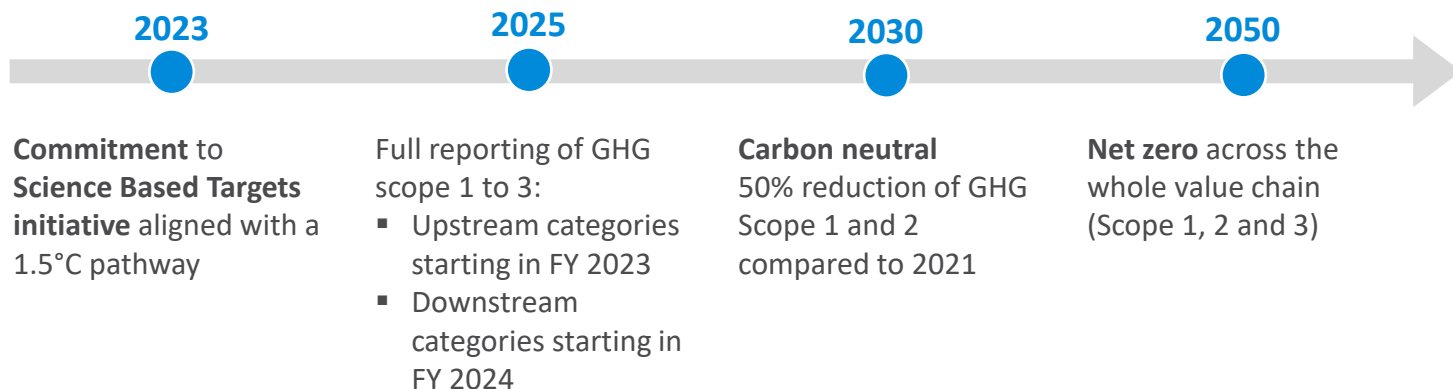 2023
Commitment to
Science Based Targets
initiative aligned with a
1.5°C pathway
2025
Full reporting of GHG
scope 1 to 3:
▪ Upstream categories
starting in FY 2023
▪ Downstream
categories starting in
FY 2024
2030
Carbon neutral
50% reduction of GHG
Scope 1 and 2
compared to 2021
2050
Net zero across the
whole value chain
(Scope 1, 2 and 3)